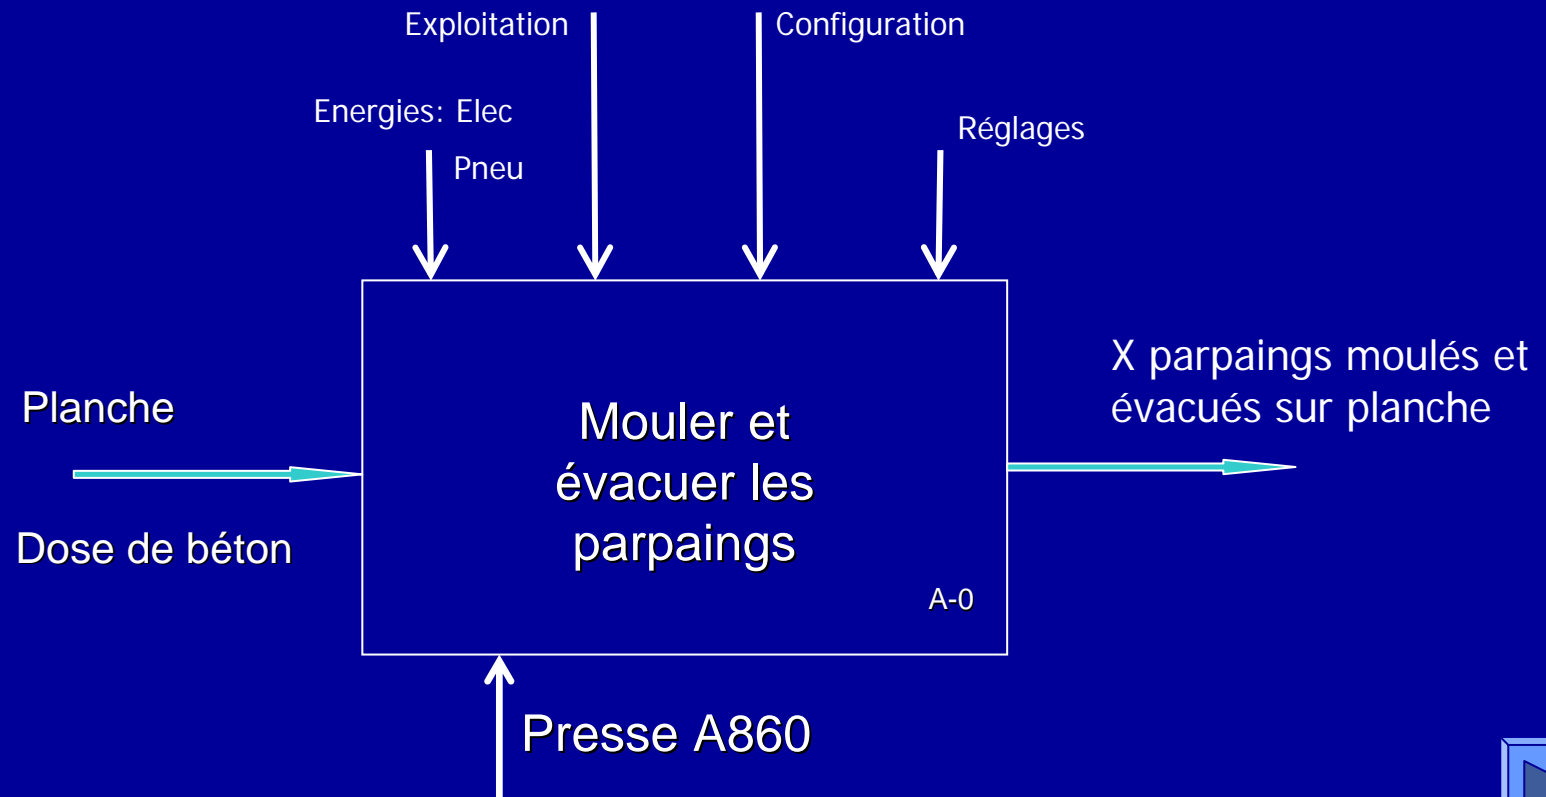 Exploitation
Configuration
Energies: Elec
Pneu
Réglages
Planche
Dose de béton
Mouler et
évacuer les
parpaings
A-0
X parpaings moulés et
évacués sur planche
Presse A860